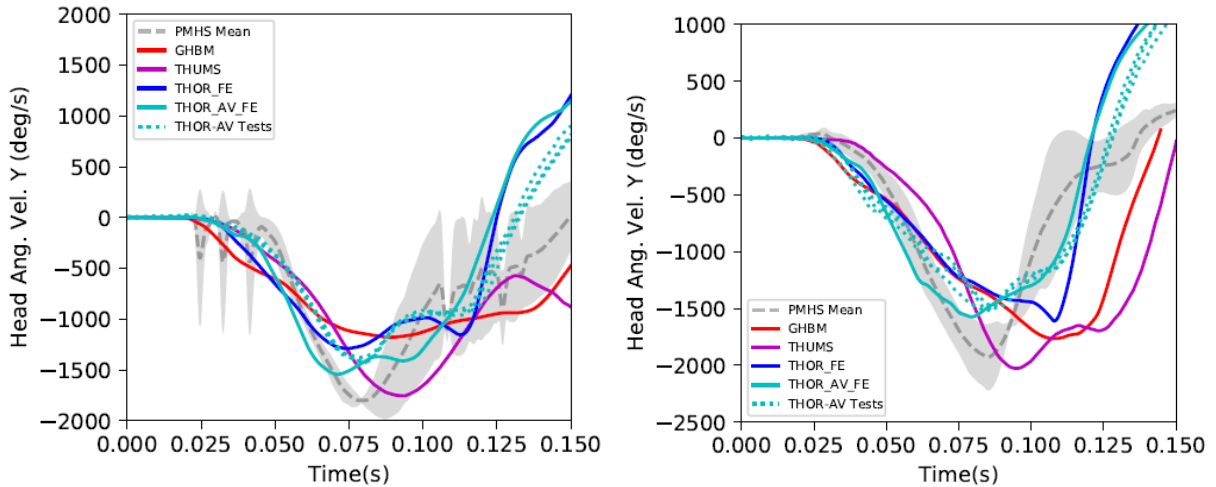 2000
1500
1000
500
0
−500
−1000
−1500
−2000
Head Ang. Vel. Y (deg/s)
PMHS Mean
GHBM
THUMS
THOR_FE
THOR_AV_FE
THOR-AV Tests
0.000 0.025 0.050 0.075 0.100 0.125 0.150
Time(s)
1000
500
0
−500
−1000
−1500
−2000
−2500
Head Ang. Vel. Y (deg/s)
PMHS Mean
GHBM
THUMS
THOR_FE
THOR_AV_FE
THOR-AV Tests
0.000 0.025 0.050 0.075 0.100 0.125 0.150
Time(s)